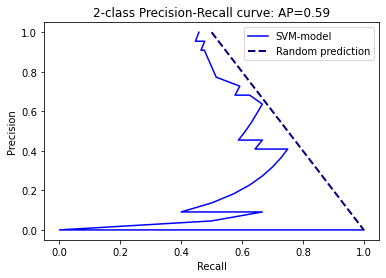 2-class Precision-Recall curve: AP=0.59
SVM-model
Random prediction
Precision
1.0
0.8
0.6
0.4
0.2
0.0
0.0 0.2 0.4 0.6 0.8 1.0
Recall